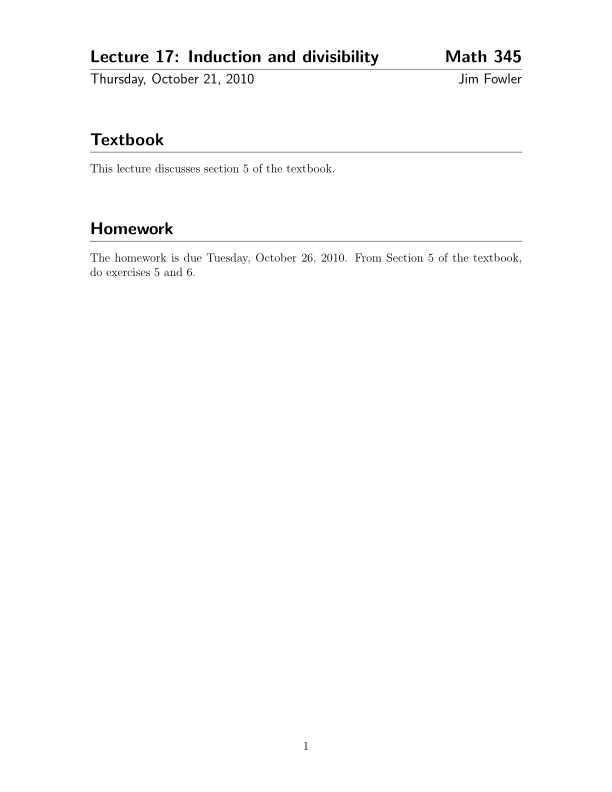 Lecture 17: Induction and divisibility Math 345
Thursday, October 21, 2010 Jim Fowler
Textbook
This lecture discusses section 5 of the textbook.
Homework
The homework is due Tuesday, October 26, 2010. From Section 5 of the textbook,
do exercises 5 and 6.
1